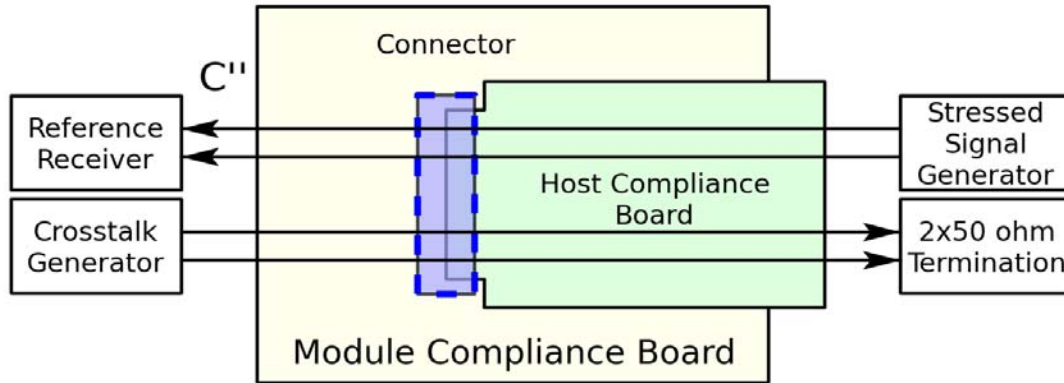 Connector
C''
Reference
Receiver
Stressed
Signal
Generator
Host Compliance
Board
Crosstalk
Generator
2x50 ohm
Termination
Module Compliance Board